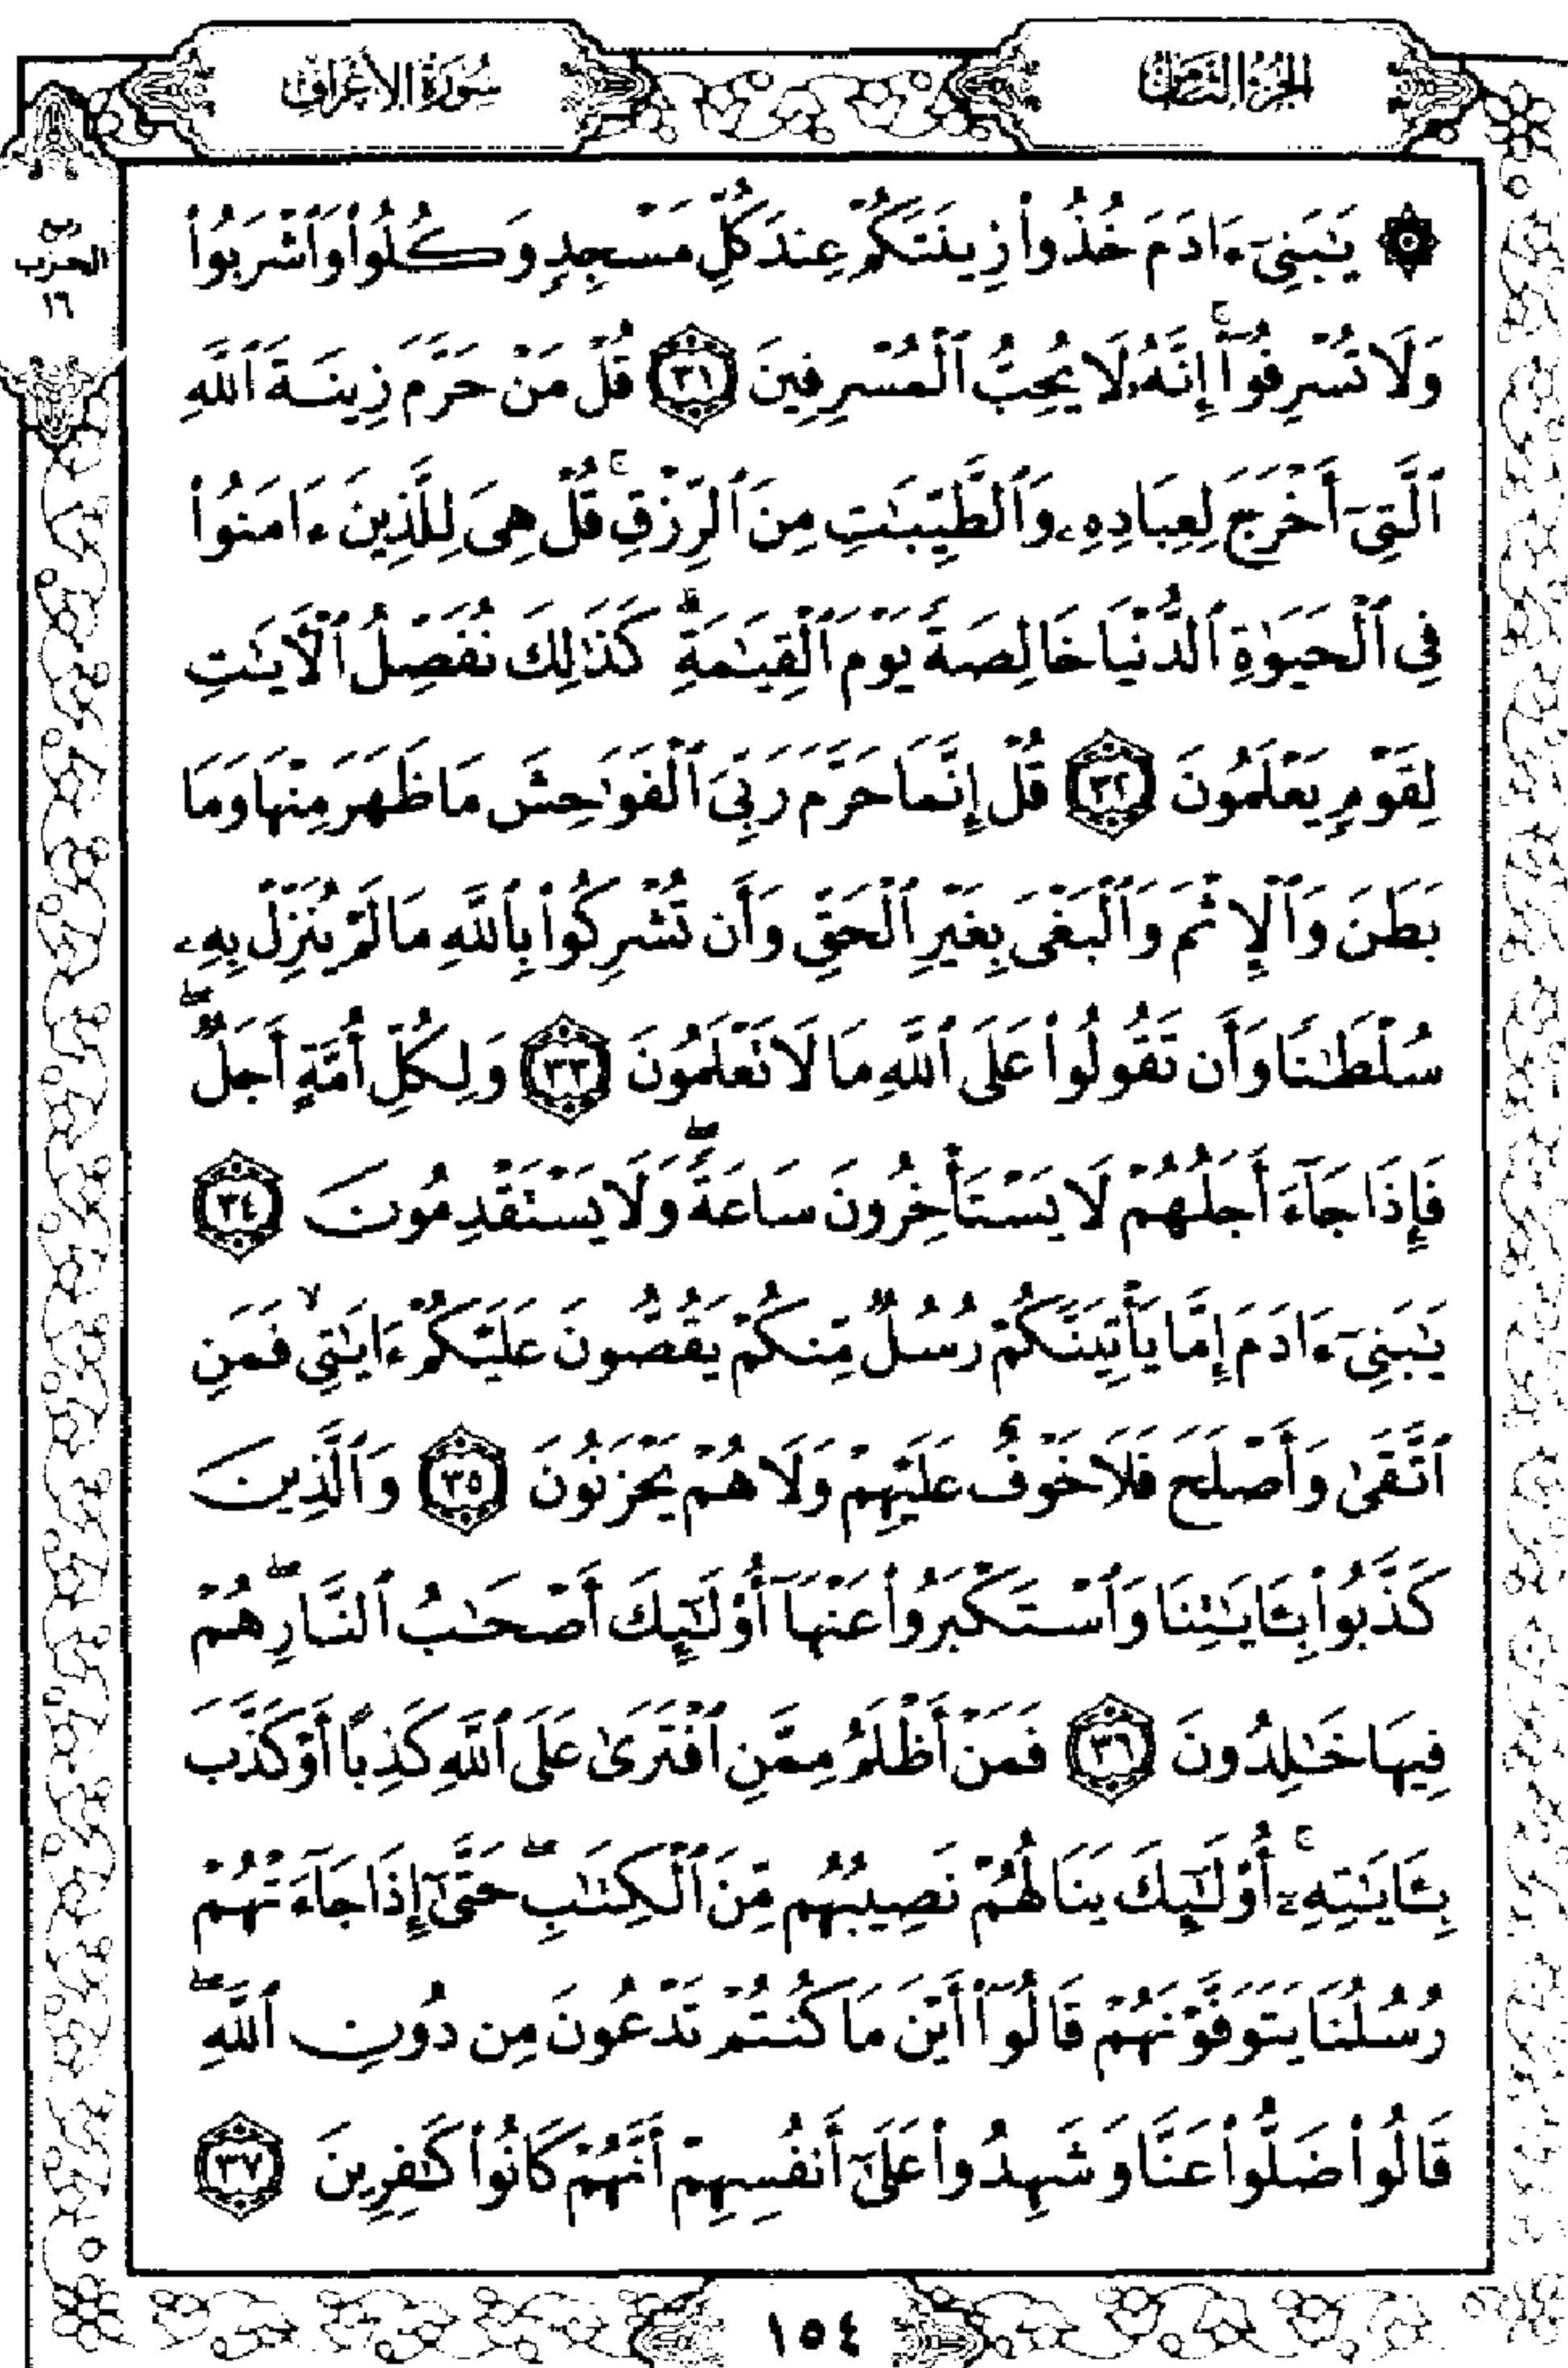 الجزء الثامن
سورة الأعراف
ربع
الحزب
١٦
۞ يَٰبَنِىٓ ءَادَمَ خُذُوا۟ زِينَتَكُمْ عِندَ كُلِّ مَسْجِدٍ وَكُلُوا۟ وَٱشْرَبُوا۟
وَلَا تُسْرِفُوٓا۟ ۚ إِنَّهُۥ لَا يُحِبُّ ٱلْمُسْرِفِينَ ٣١ قُلْ مَنْ حَرَّمَ زِينَةَ ٱللَّهِ
ٱلَّتِىٓ أَخْرَجَ لِعِبَادِهِۦ وَٱلطَّيِّبَٰتِ مِنَ ٱلرِّزْقِ ۚ قُلْ هِىَ لِلَّذِينَ ءَامَنُوا۟
فِى ٱلْحَيَوٰةِ ٱلدُّنْيَا خَالِصَةً يَوْمَ ٱلْقِيَٰمَةِ ۗ كَذَٰلِكَ نُفَصِّلُ ٱلْءَايَٰتِ
لِقَوْمٍ يَعْلَمُونَ ٣٢ قُلْ إِنَّمَا حَرَّمَ رَبِّىَ ٱلْفَوَٰحِشَ مَا ظَهَرَ مِنْهَا وَمَا
بَطَنَ وَٱلْإِثْمَ وَٱلْبَغْىَ بِغَيْرِ ٱلْحَقِّ وَأَن تُشْرِكُوا۟ بِٱللَّهِ مَا لَمْ يُنَزِّلْ بِهِۦ
سُلْطَٰنًا وَأَن تَقُولُوا۟ عَلَى ٱللَّهِ مَا لَا تَعْلَمُونَ ٣٣ وَلِكُلِّ أُمَّةٍ أَجَلٌ ۖ
فَإِذَا جَآءَ أَجَلُهُمْ لَا يَسْتَأْخِرُونَ سَاعَةً ۖ وَلَا يَسْتَقْدِمُونَ ٣٤
يَٰبَنِىٓ ءَادَمَ إِمَّا يَأْتِيَنَّكُمْ رُسُلٌ مِّنكُمْ يَقُصُّونَ عَلَيْكُمْ ءَايَٰتِى ۙ فَمَنِ
ٱتَّقَىٰ وَأَصْلَحَ فَلَا خَوْفٌ عَلَيْهِمْ وَلَا هُمْ يَحْزَنُونَ ٣٥ وَٱلَّذِينَ
كَذَّبُوا۟ بِـَٔايَٰتِنَا وَٱسْتَكْبَرُوا۟ عَنْهَآ أُو۟لَٰٓئِكَ أَصْحَٰبُ ٱلنَّارِ ۖ هُمْ
فِيهَا خَٰلِدُونَ ٣٦ فَمَنْ أَظْلَمُ مِمَّنِ ٱفْتَرَىٰ عَلَى ٱللَّهِ كَذِبًا أَوْ كَذَّبَ
بِـَٔايَٰتِهِۦٓ ۚ أُو۟لَٰٓئِكَ يَنَالُهُمْ نَصِيبُهُم مِّنَ ٱلْكِتَٰبِ ۖ حَتَّىٰٓ إِذَا جَآءَتْهُمْ
رُسُلُنَا يَتَوَفَّوْنَهُمْ قَالُوٓا۟ أَيْنَ مَا كُنتُمْ تَدْعُونَ مِن دُونِ ٱللَّهِ ۖ
قَالُوا۟ ضَلُّوا۟ عَنَّا وَشَهِدُوا۟ عَلَىٰٓ أَنفُسِهِمْ أَنَّهُمْ كَانُوا۟ كَٰفِرِينَ ٣٧
١٥٤